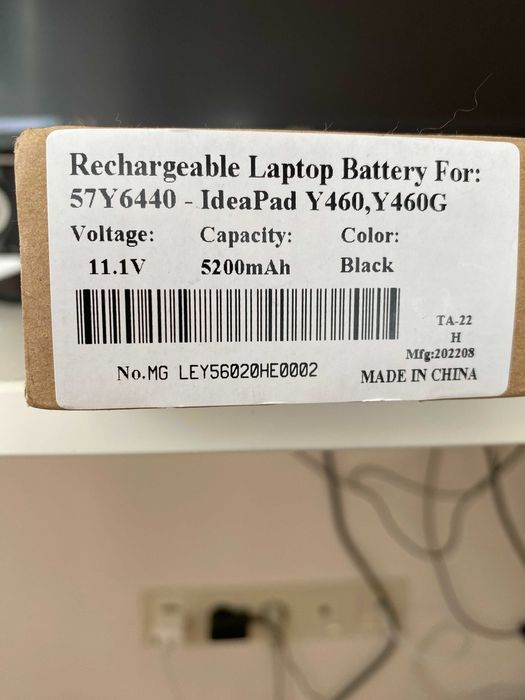 Rechargeable Laptop Battery For:
57Y6440 - IdeaPad Y460,Y460G
Voltage: Capacity: Color:
11.1V 5200mAh Black
TA-22
H
Mfg:202208
No.MG LEY56020HE0002
MADE IN CHINA